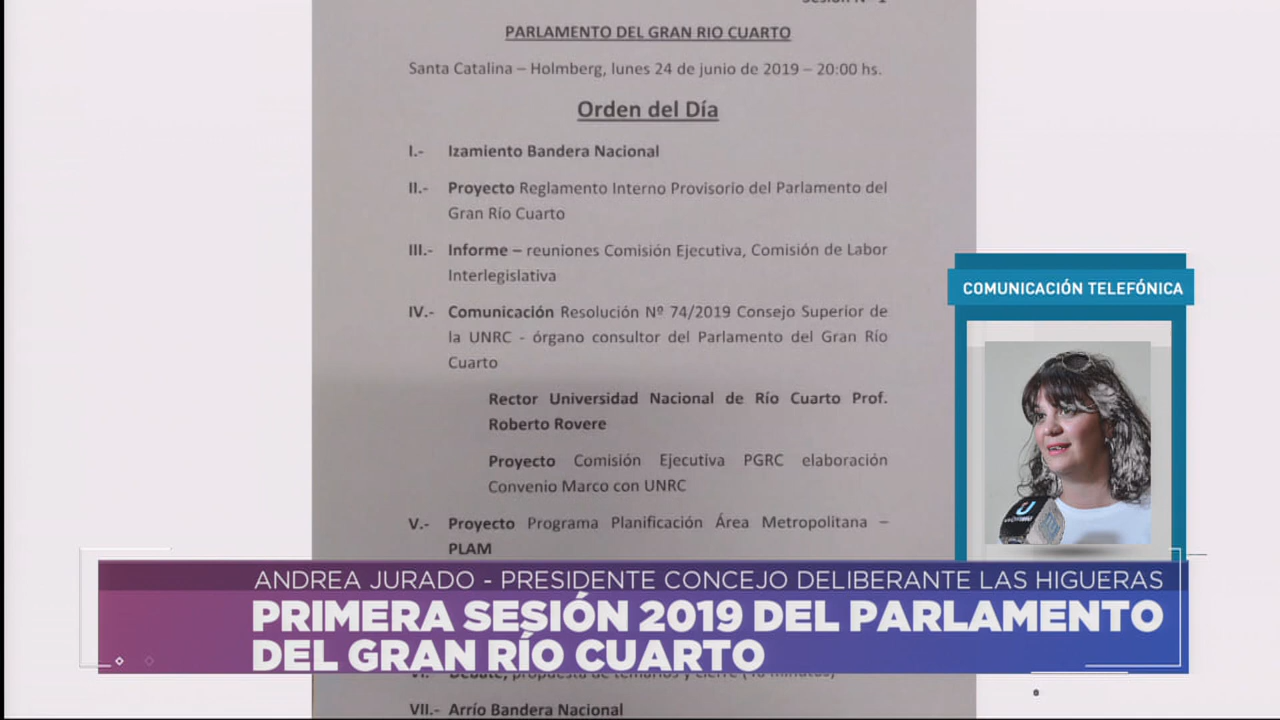 PARLAMENTO DEL GRAN RIO CUARTO
Santa Catalina – Holmberg, lunes 24 de junio de 2019 – 20:00 hs.
Orden del Día
I.- Izamiento Bandera Nacional
II.- Proyecto Reglamento Interno Provisorio del Parlamento del
Gran Río Cuarto
III.- Informe – reuniones Comisión Ejecutiva, Comisión de Labor
Interlegislativa
IV.- Comunicación Resolución Nº 74/2019 Consejo Superior de
la UNRC - órgano consultor del Parlamento del Gran Río
Cuarto
Rector Universidad Nacional de Río Cuarto Prof.
Roberto Rovere
Proyecto Comisión Ejecutiva PGRC elaboración
Convenio Marco con UNRC
V.- Proyecto Programa Planificación Área Metropolitana –
PLAM
COMUNICACIÓN TELEFÓNICA
ANDREA JURADO - PRESIDENTE CONCEJO DELIBERANTE LAS HIGUERAS
PRIMERA SESIÓN 2019 DEL PARLAMENTO
DEL GRAN RÍO CUARTO
VII.- Arrío Bandera Nacional